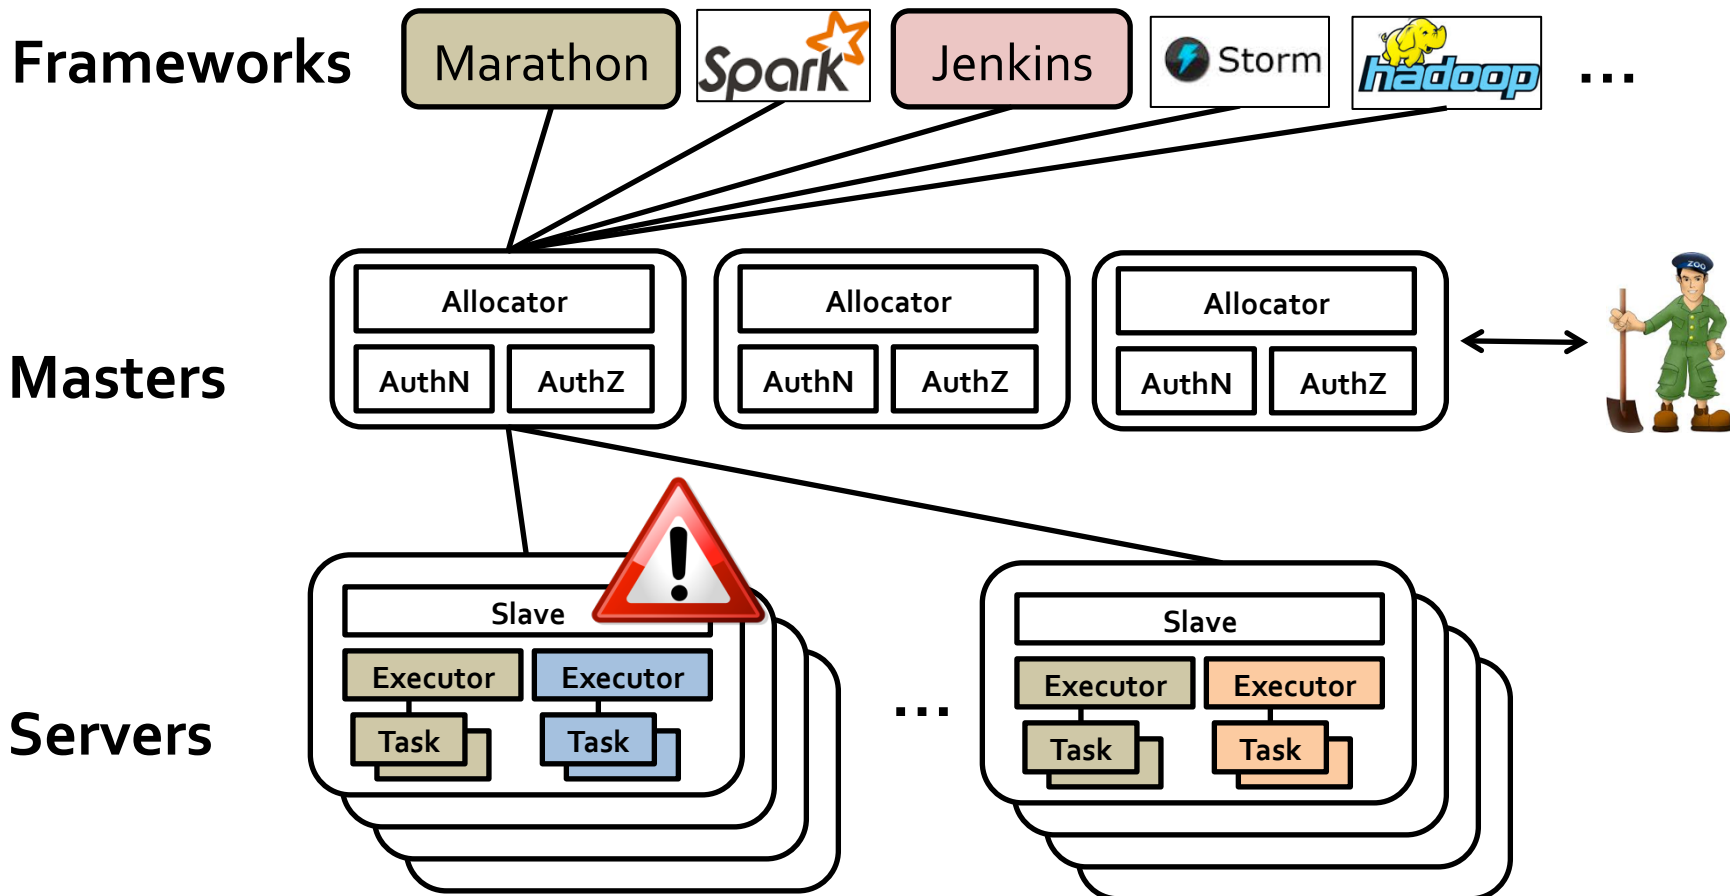 Frameworks
Marathon
Spark
Jenkins
Storm
hadoop
...
Masters
Allocator
AuthN
AuthZ
Allocator
AuthN
AuthZ
Allocator
AuthN
AuthZ
ZOO
Servers
Slave
Executor
Executor
Task
Task
...
Slave
Executor
Executor
Task
Task